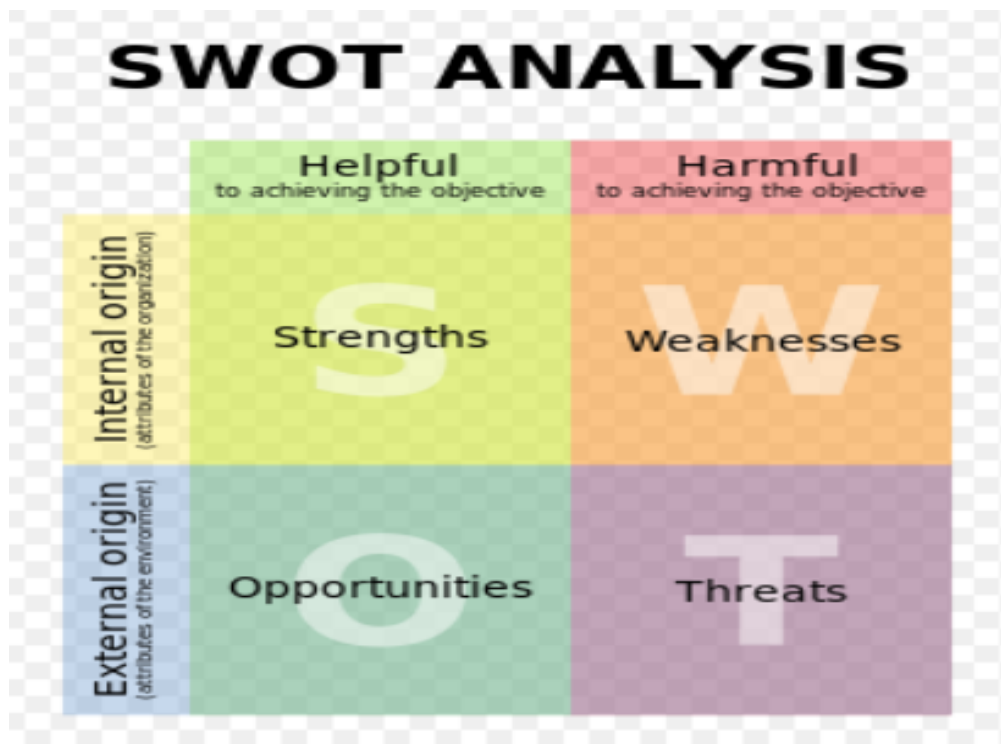 SWOT ANALYSIS
Helpful
to achieving the objective
Harmful
to achieving the objective
Internal origin
(attributes of the organization)
S
Strengths
W
Weaknesses
External origin
(attributes of the environment)
O
Opportunities
T
Threats